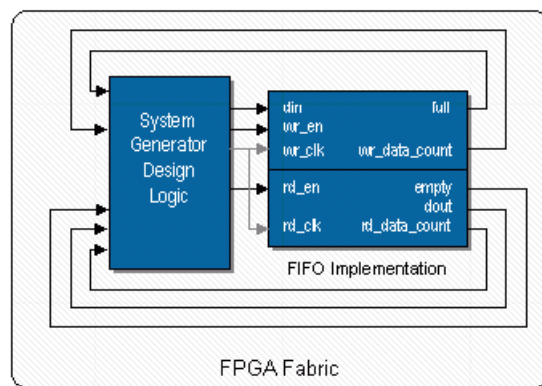 System
Generator
Design
Logic
din full
wr_en
wr_clk wr_data_count
rd_en empty
dout
rd_clk rd_data_count
FIFO Implementation
FPGA Fabric